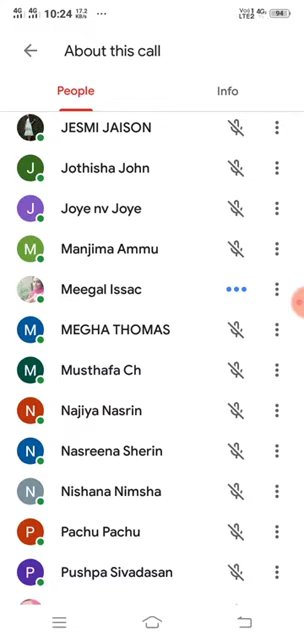 4G 4G 10:24 17.2 KB/s ...
4G 94
About this call
People Info
JESMI JAISON
J Jothisha John
J Joye nv Joye
M Manjima Ammu
Meegal Issac
M MEGHA THOMAS
M Musthafa Ch
N Najiya Nasrin
N Nasreena Sherin
N Nishana Nimsha
P Pachu Pachu
P Pushpa Sivadasan